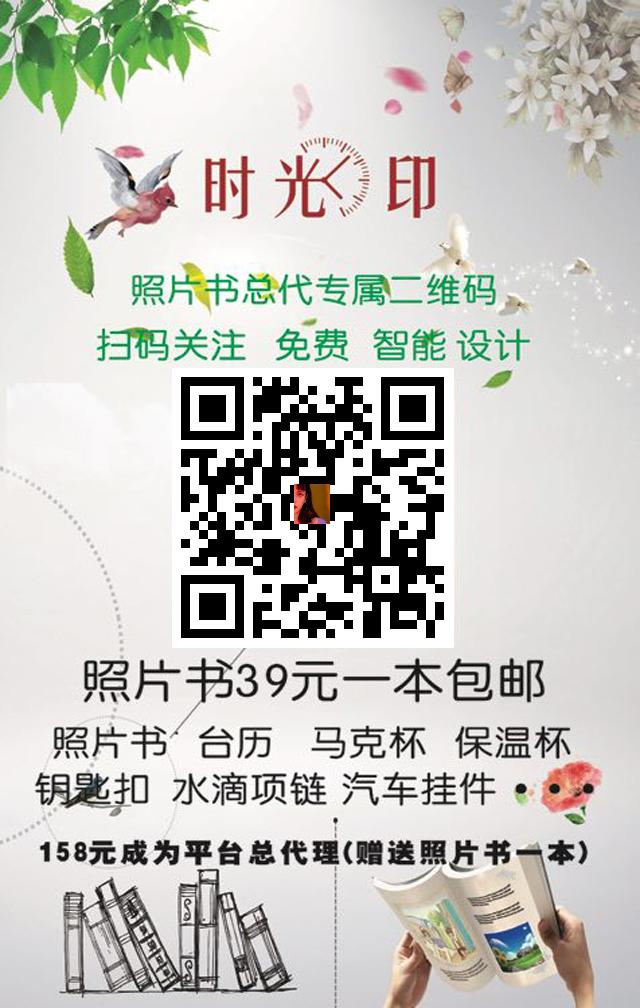 时光印
照片书总代专属二维码
扫码关注 免费 智能 设计
照片书39元一本包邮
照片书 台历 马克杯 保温杯
钥匙扣 水滴项链 汽车挂件
158元成为平台总代理(赠送照片书一本)